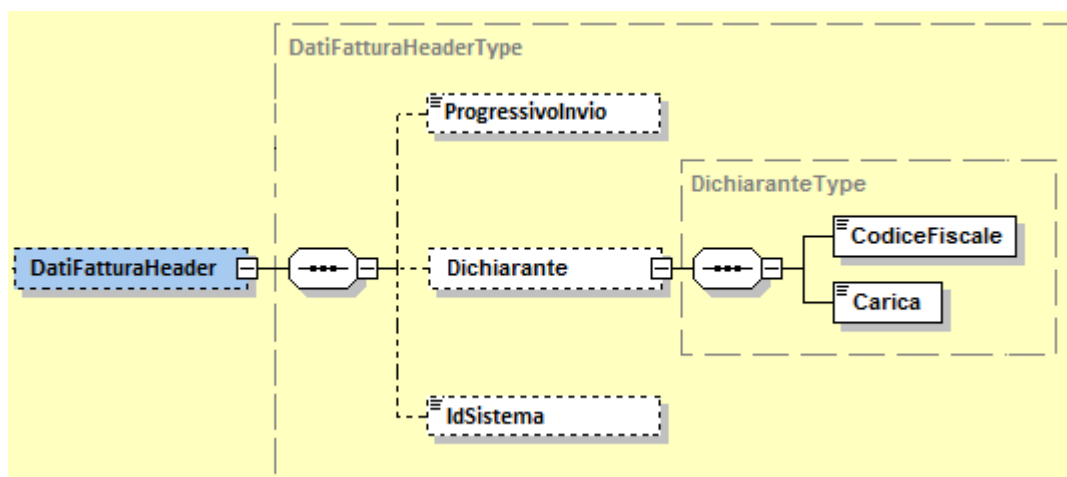 DatiFatturaHeaderType
ProgressivoInvio
DichiaranteType
CodiceFiscale
DatiFatturaHeader
Dichiarante
Carica
IdSistema